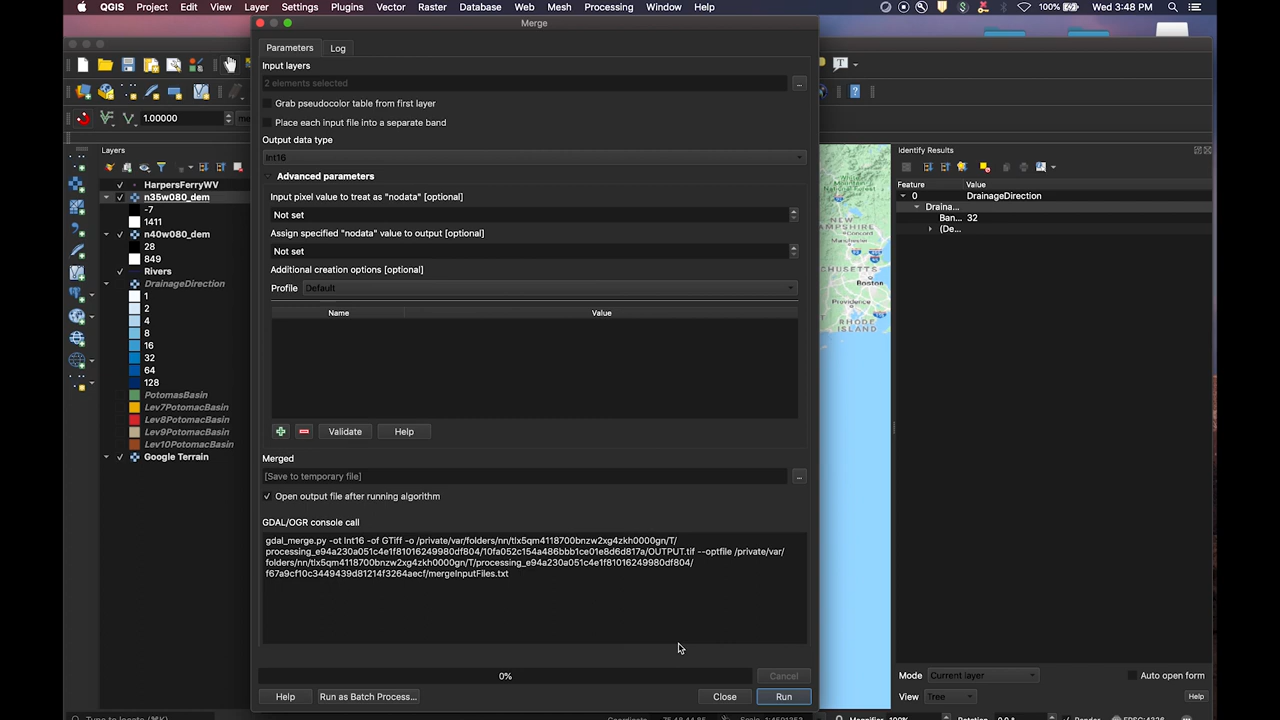 QGIS Project Edit View Layer Settings Plugins Vector Raster Database Web Mesh Processing Window Help 100% Wed 3:48 PM
Merge
Parameters Log
Input layers
2 elements selected ...
Grab pseudocolor table from first layer
Place each input file into a separate band
Output data type
Int16
Advanced parameters
Input pixel value to treat as "nodata" [optional]
Not set
Assign specified "nodata" value to output [optional]
Not set
Additional creation options [optional]
Profile Default
Name Value
Validate Help
Merged
[Save to temporary file] ...
Open output file after running algorithm
GDAL/OGR console call
gdal_merge.py -ot Int16 -of GTiff -o /private/var/folders/nn/tlx5qm4118700bnzw2xg4zkh0000gn/T/
processing_e94a230a051c4e1f81016249980df804/10fa052c154a486bbb1ce01e8d6d817a/OUTPUT.tif --optfile /private/var/
folders/nn/tlx5qm4118700bnzw2xg4zkh0000gn/T/processing_e94a230a051c4e1f81016249980df804/
f67a9cf10c3449439d81214f3264aecf/mergeInputFiles.txt
0% Cancel
Help Run as Batch Process... Close Run
1.00000
Layers
HarpersFerryWV
n35w080_dem
-7
1411
n40w080_dem
28
849
Rivers
DrainageDirection
1
2
4
8
16
32
64
128
PotomasBasin
Lev7PotomacBasin
Lev8PotomacBasin
Lev9PotomacBasin
Lev10PotomacBasin
Google Terrain
NEW
Concord
Manchester
Boston
Providence
RHODE
ISLAND
Identify Results
Feature Value
0 DrainageDirection
Draina...
Ban... 32
(De...
Mode Current layer Auto open form
View Tree Help